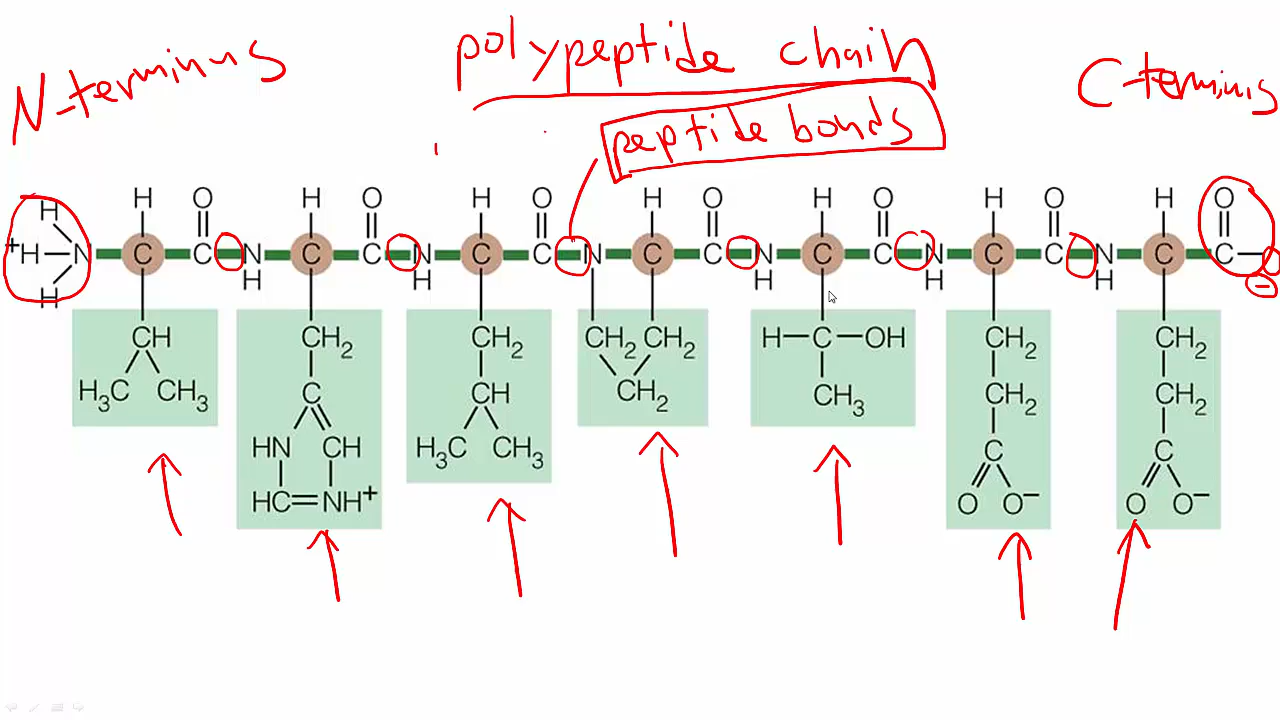 polypeptide chain
N-terminus
C-terminis
peptide bonds
H H O H O H O H O H O H O H O
+H N C C N C C N C C N C C N C C N C C N C C O
H H H H H H −
CH CH2 CH2 CH2 CH2 H C OH CH2 CH2
H3C CH3 C CH CH2 CH3 CH2 CH2
HN CH H3C CH3 C C
HC NH+ O O− O O−